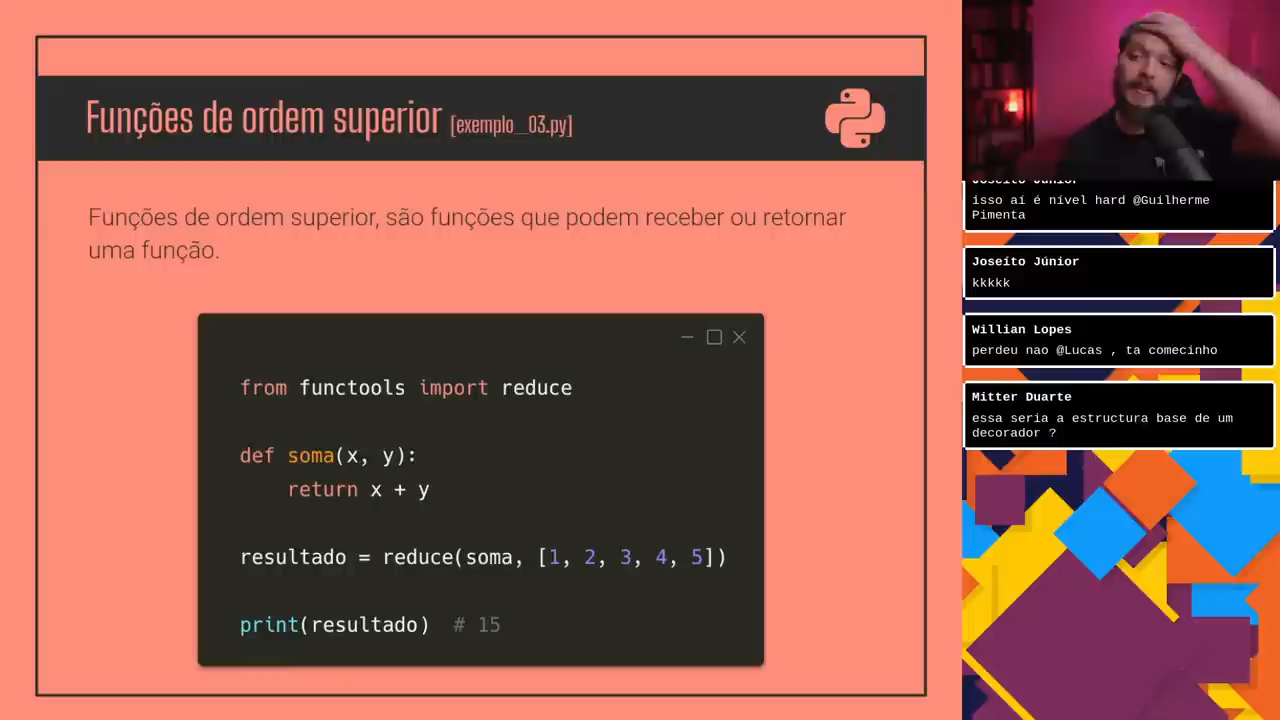 Funções de ordem superior [exemplo_03.py]
Funções de ordem superior, são funções que podem receber ou retornar
uma função.
from functools import reduce
def soma(x, y):
return x + y
resultado = reduce(soma, [1, 2, 3, 4, 5])
print(resultado)  # 15
Joseíto Júnior
isso aí é nível hard @Guilherme
Pimenta
Joseíto Júnior
kkkkk
Willian Lopes
perdeu nao @Lucas , ta comecinho
Mitter Duarte
essa seria a estructura base de um
decorador ?